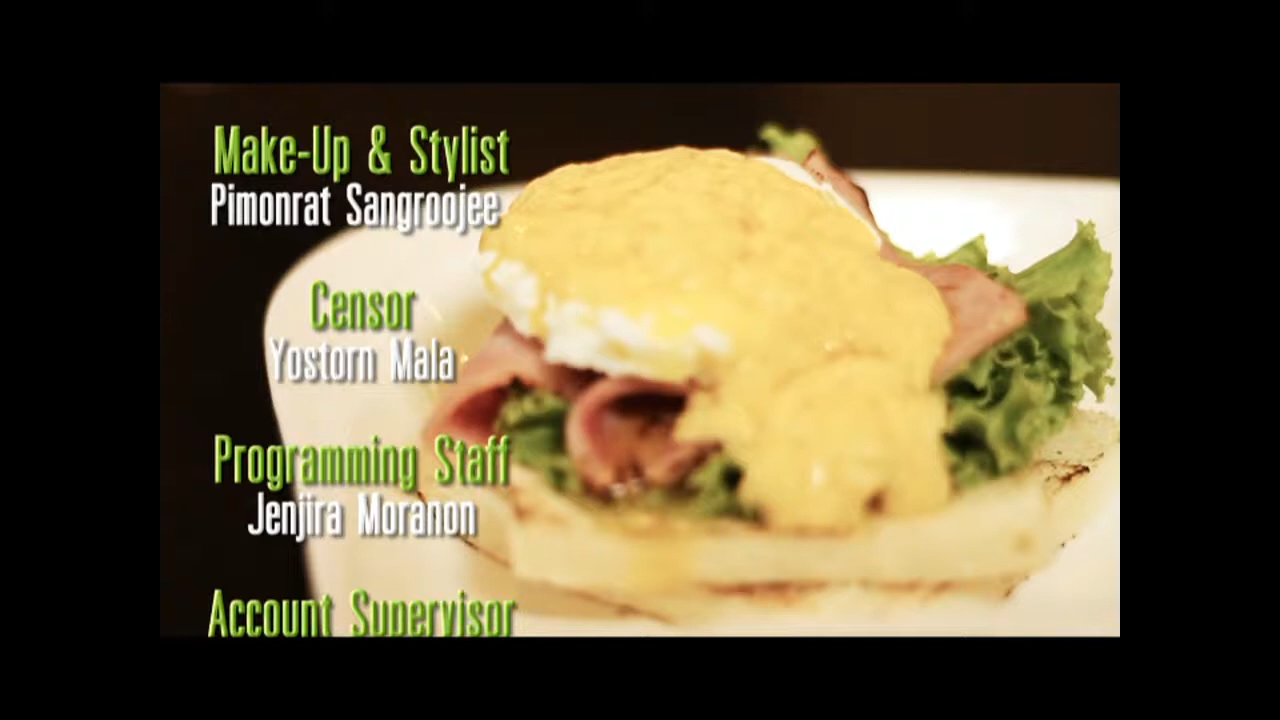 Make-Up & Stylist
Pimonrat Sangroojee
Censor
Yostorn Mala
Programming Staff
Jenjira Moranon
Account Supervisor